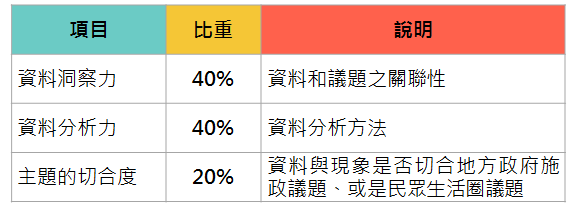 項目 比重 說明
資料洞察力 40% 資料和議題之關聯性
資料分析力 40% 資料分析方法
主題的切合度 20% 資料與現象是否切合地方政府施
政議題、或是民眾生活圈議題